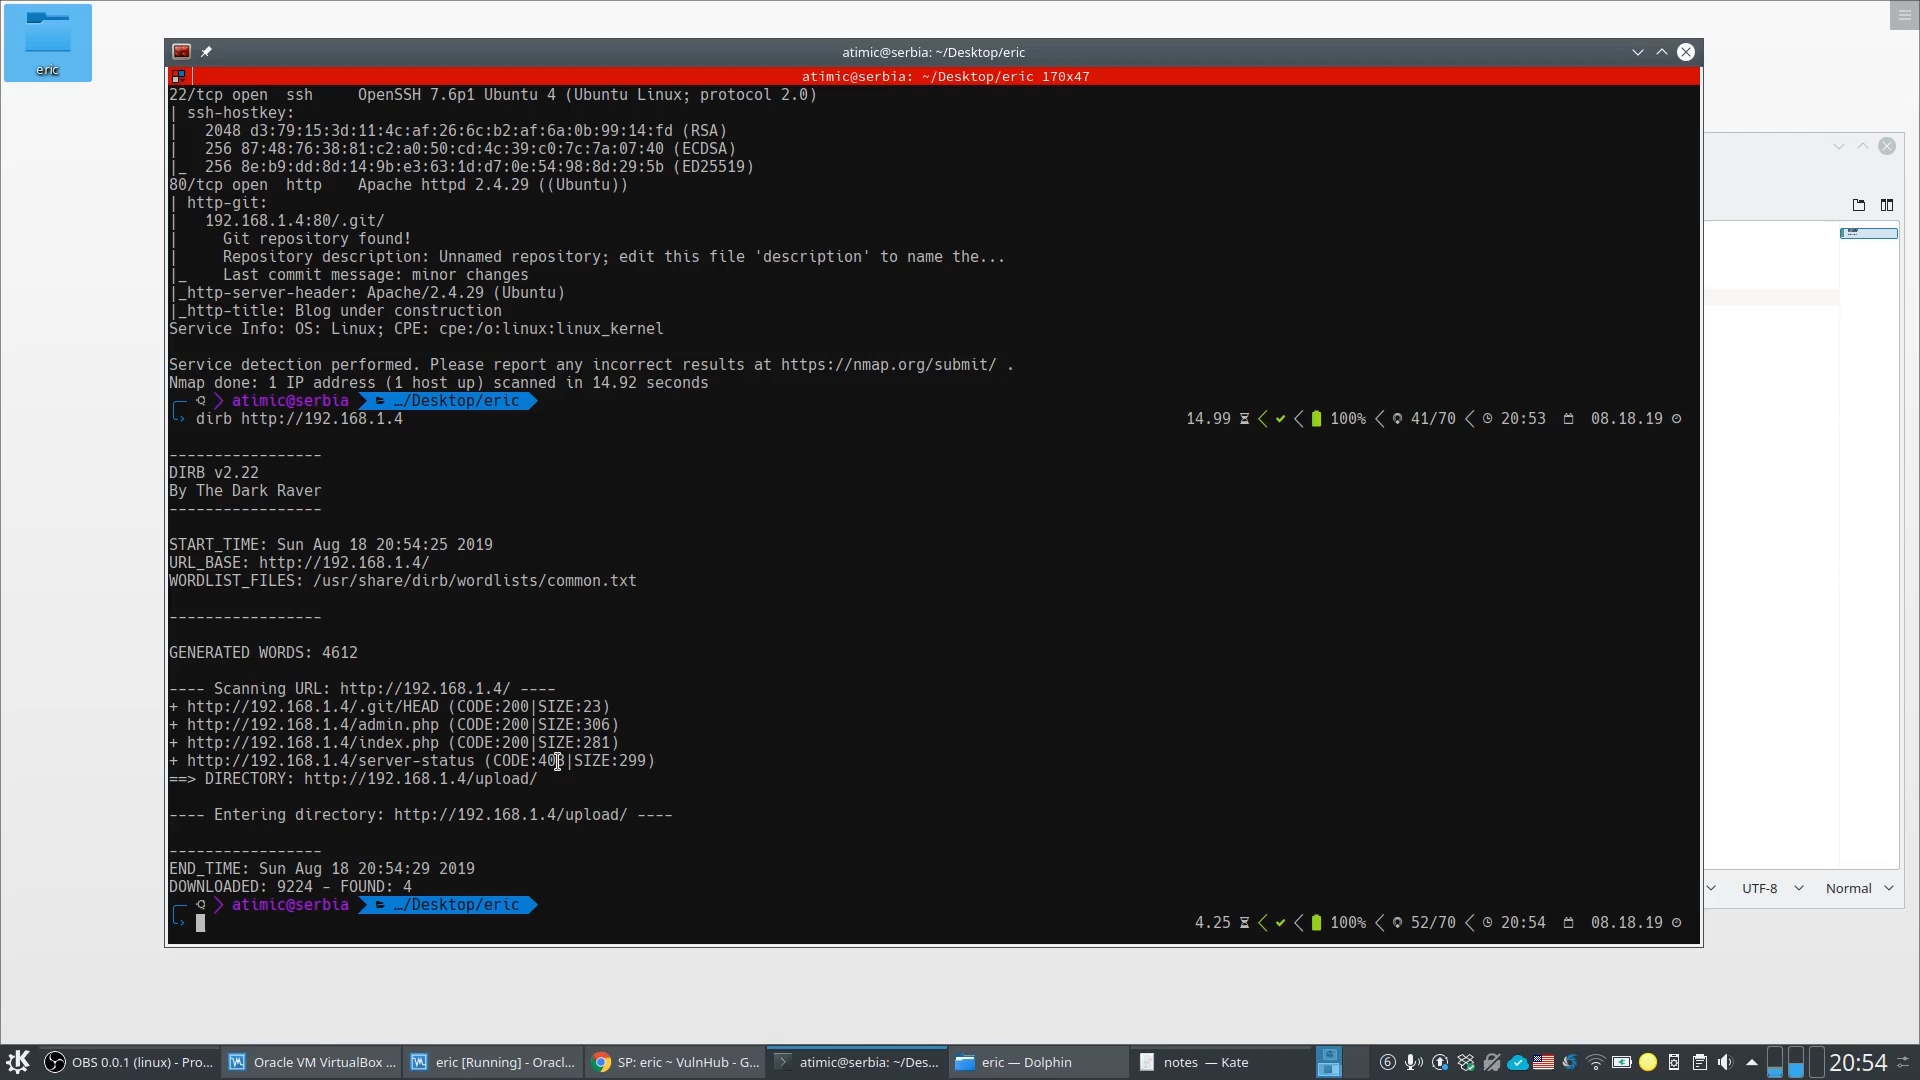 eric
atimic@serbia: ~/Desktop/eric
atimic@serbia: ~/Desktop/eric 170x47
22/tcp open  ssh     OpenSSH 7.6p1 Ubuntu 4 (Ubuntu Linux; protocol 2.0)
| ssh-hostkey:
|   2048 d3:79:15:3d:11:4c:af:26:6c:b2:af:6a:0b:99:14:fd (RSA)
|   256 87:48:76:38:81:c2:a0:50:cd:4c:39:c0:7c:7a:07:40 (ECDSA)
|_  256 8e:b9:dd:8d:14:9b:e3:63:1d:d7:0e:54:98:8d:29:5b (ED25519)
80/tcp open  http    Apache httpd 2.4.29 ((Ubuntu))
| http-git:
|   192.168.1.4:80/.git/
|     Git repository found!
|     Repository description: Unnamed repository; edit this file 'description' to name the...
|_    Last commit message: minor changes
|_http-server-header: Apache/2.4.29 (Ubuntu)
|_http-title: Blog under construction
Service Info: OS: Linux; CPE: cpe:/o:linux:linux_kernel
Service detection performed. Please report any incorrect results at https://nmap.org/submit/ .
Nmap done: 1 IP address (1 host up) scanned in 14.92 seconds
atimic@serbia …/Desktop/eric
dirb http://192.168.1.4 14.99 100% 41/70 20:53 08.18.19
-----------------
DIRB v2.22
By The Dark Raver
-----------------
START_TIME: Sun Aug 18 20:54:25 2019
URL_BASE: http://192.168.1.4/
WORDLIST_FILES: /usr/share/dirb/wordlists/common.txt
-----------------
GENERATED WORDS: 4612
---- Scanning URL: http://192.168.1.4/ ----
+ http://192.168.1.4/.git/HEAD (CODE:200|SIZE:23)
+ http://192.168.1.4/admin.php (CODE:200|SIZE:306)
+ http://192.168.1.4/index.php (CODE:200|SIZE:281)
+ http://192.168.1.4/server-status (CODE:403|SIZE:299)
==> DIRECTORY: http://192.168.1.4/upload/
---- Entering directory: http://192.168.1.4/upload/ ----
-----------------
END_TIME: Sun Aug 18 20:54:29 2019
DOWNLOADED: 9224 - FOUND: 4
atimic@serbia …/Desktop/eric
4.25 100% 52/70 20:54 08.18.19
UTF-8 Normal
OBS 0.0.1 (linux) - Pro... Oracle VM VirtualBox ... eric [Running] - Oracl... SP: eric ~ VulnHub - G... atimic@serbia: ~/Des... eric — Dolphin notes — Kate 6 20:54